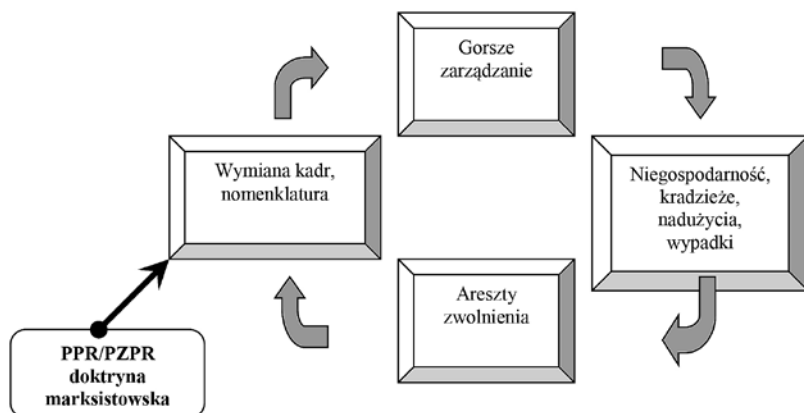 Gorsze
zarządzanie
Wymiana kadr,
nomenklatura
Niegospodarność,
kradzieże,
nadużycia,
wypadki
Areszty
zwolnienia
PPR/PZPR
doktryna
marksistowska